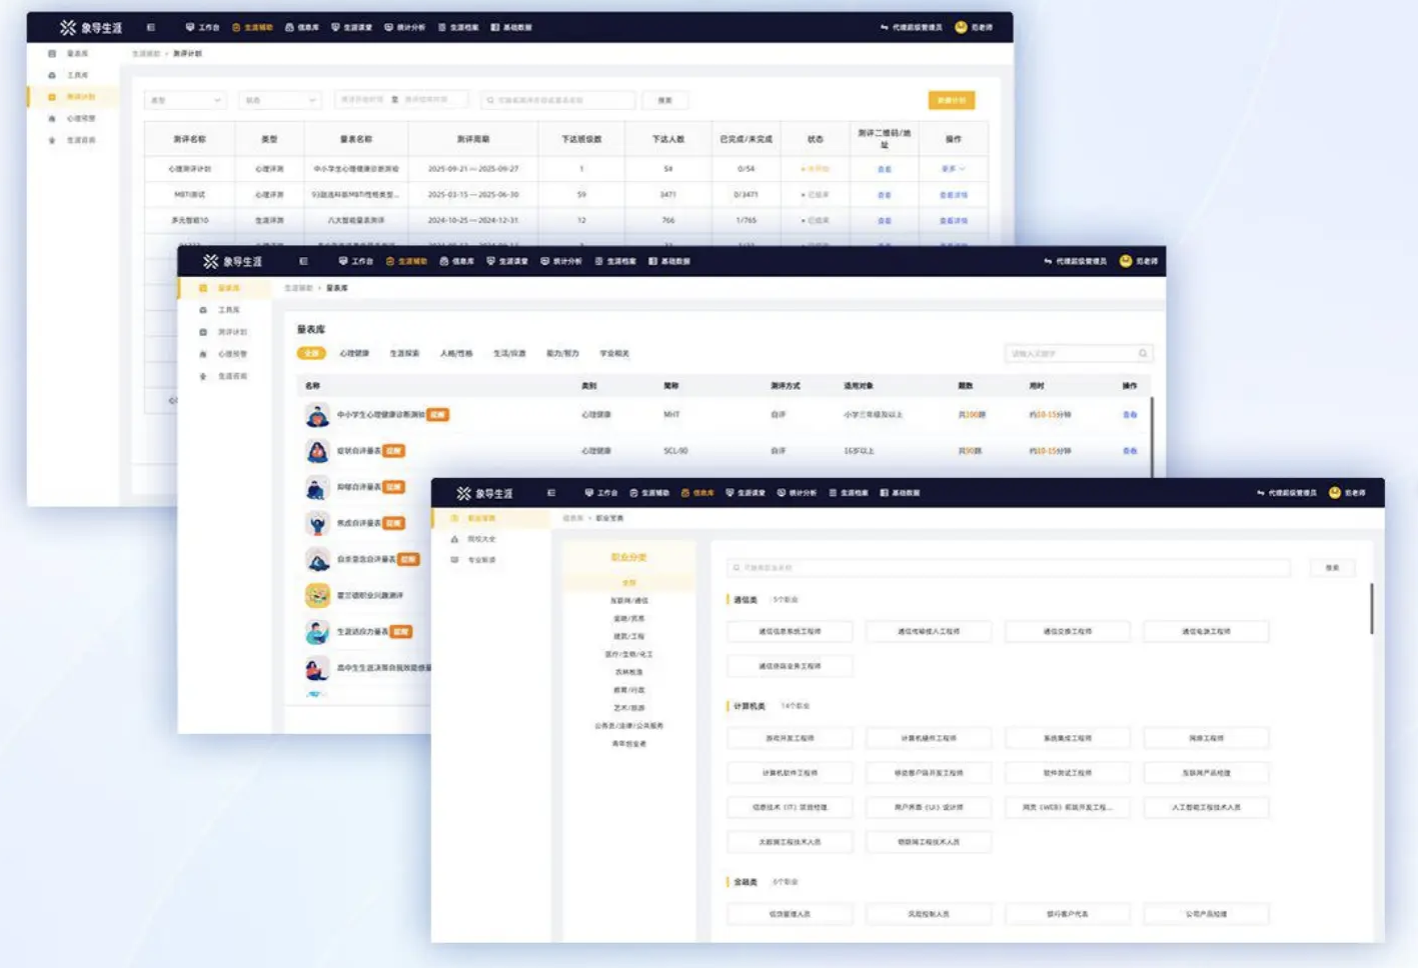 象导生涯 工作台 生涯辅助 信息库 生涯课堂 统计分析 生涯档案 基础数据 代理超级管理员 范老师
量表库 生涯辅助 > 测评计划
工具库
测评计划 类型 状态 至 搜索 新建计划
心理预警
生涯咨询
测评名称 类型 量表名称 测评周期 下达班级数 下达人数 已完成/未完成 状态 测评二维码/地址 操作
心理测评计划 心理评测 中小学生心理健康诊断测验 2025-09-21 — 2025-09-27 1 54 0/54 未开始 查看 更多
MBTI测试 心理评测 2025-03-15 — 2025-06-30 59 3471 0/3471 已结束 查看 查看详情
多元智能10 生涯评测 八大智能量表测评 2024-10-25 — 2024-12-31 12 766 1/765 已结束 查看 查看详情
象导生涯 工作台 生涯辅助 信息库 生涯课堂 统计分析 生涯档案 基础数据 代理超级管理员 范老师
量表库 生涯辅助 > 量表库
工具库
测评计划
心理预警
生涯咨询
量表库
全部 心理健康 生涯探索 人格/性格 生活/应激 能力/智力 学业相关 请输入关键字
名称 类别 简称 测评方式 适用对象 题数 用时 操作
中小学生心理健康诊断测验 提醒 心理健康 MHT 自评 小学三年级及以上 共100题 约10-15分钟 查看
症状自评量表 提醒 心理健康 SCL-90 自评 16岁以上 共90题 约10-15分钟 查看
抑郁自评量表 提醒
焦虑自评量表 提醒
自杀意念自评量表 提醒
霍兰德职业兴趣测评
生涯适应力量表 提醒
高中生生涯决策自我效能感量
象导生涯 工作台 生涯辅助 信息库 生涯课堂 统计分析 生涯档案 基础数据 代理超级管理员 范老师
职业宝典 信息库 > 职业宝典
院校大全
专业解读
职业分类
全部
互联网/通信
金融/贸易
建筑/工程
医疗/生物/化工
农林牧渔
教育/行政
艺术/旅游
公务员/法律/公共服务
青年创业者
搜索
通信类 5个职业
通信信息系统工程师 通信传输接入工程师 通信交换工程师 通信电源工程师
通信增值业务工程师
计算机类 14个职业
游戏开发工程师 计算机硬件工程师 系统集成工程师 网络工程师
计算机软件工程师 移动客户端开发工程师 软件测试工程师 互联网产品经理
信息技术（IT）项目经理 用户界面（UI）设计师 网页（WEB）前端开发工程... 人工智能工程技术人员
大数据工程技术人员 物联网工程技术人员
金融类 6个职业
信贷管理人员 风险控制人员 银行客户代表 公司产品经理